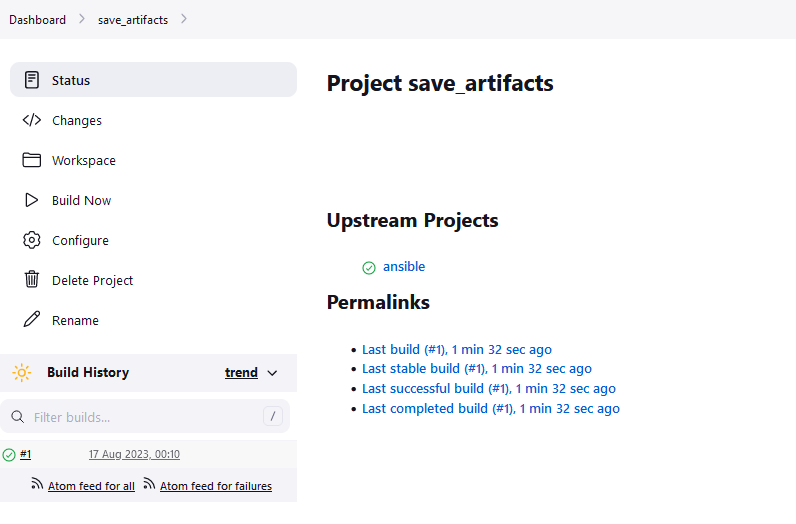 Dashboard
save_artifacts
Status
Changes
Workspace
Build Now
Configure
Delete Project
Rename
Build History
trend
Filter builds...
/
#1
17 Aug 2023, 00:10
Atom feed for all
Atom feed for failures
Project save_artifacts
Upstream Projects
ansible
Permalinks
Last build (#1), 1 min 32 sec ago
Last stable build (#1), 1 min 32 sec ago
Last successful build (#1), 1 min 32 sec ago
Last completed build (#1), 1 min 32 sec ago